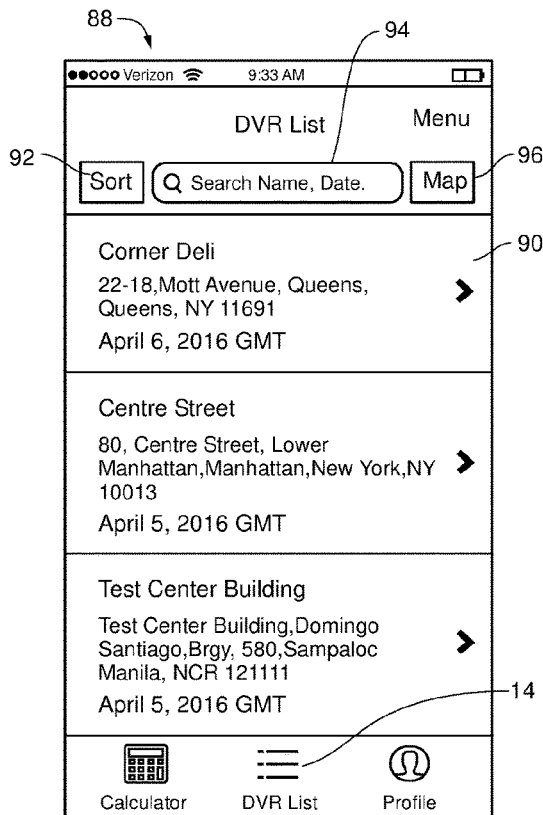 88
94
Verizon 9:33 AM
DVR List Menu
92
96
Sort Search Name, Date. Map
90
Corner Deli
22-18,Mott Avenue, Queens,
Queens, NY 11691
April 6, 2016 GMT
Centre Street
80, Centre Street, Lower
Manhattan,Manhattan,New York,NY
10013
April 5, 2016 GMT
Test Center Building
Test Center Building,Domingo
Santiago,Brgy, 580,Sampaloc
Manila, NCR 121111
April 5, 2016 GMT
14
Calculator DVR List Profile